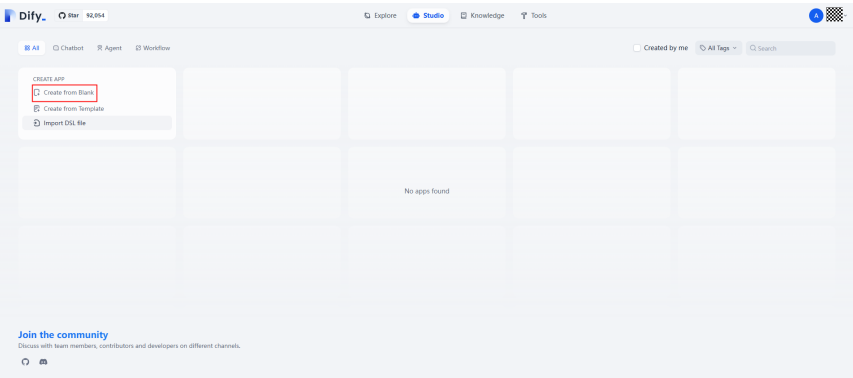 Dify_ Star 92,054 Explore Studio Knowledge Tools A
All Chatbot Agent Workflow Created by me All Tags Search
CREATE APP
Create from Blank
Create from Template
Import DSL file
No apps found
Join the community
Discuss with team members, contributors and developers on different channels.